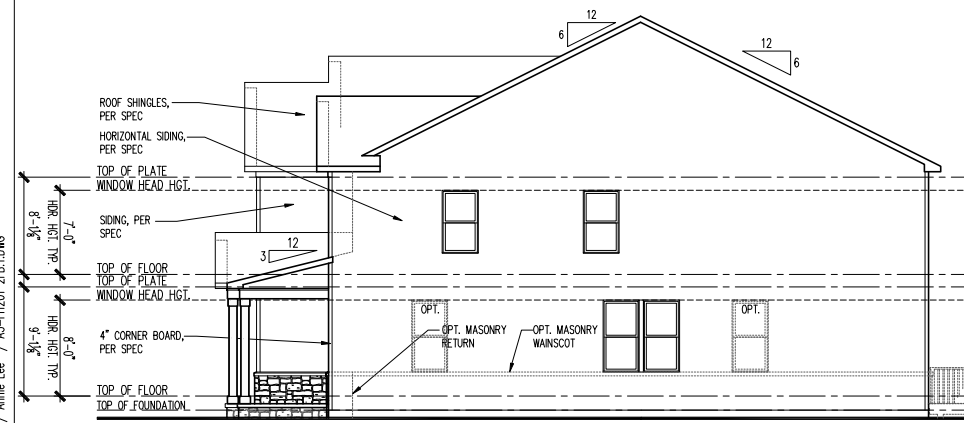 12
6
12
6
ROOF SHINGLES,
PER SPEC
HORIZONTAL SIDING,
PER SPEC
TOP OF PLATE
WINDOW HEAD HGT.
SIDING, PER
SPEC
12
3
TOP OF FLOOR
TOP OF PLATE
WINDOW HEAD HGT.
OPT.
OPT.
4" CORNER BOARD,
PER SPEC
OPT. MASONRY
RETURN
OPT. MASONRY
WAINSCOT
TOP OF FLOOR
TOP OF FOUNDATION
8'-1⅛"
7'-0"
HDR. HGT. TYP.
9'-1⅛"
8'-0"
HDR. HGT. TYP.
/ Annie Lee /